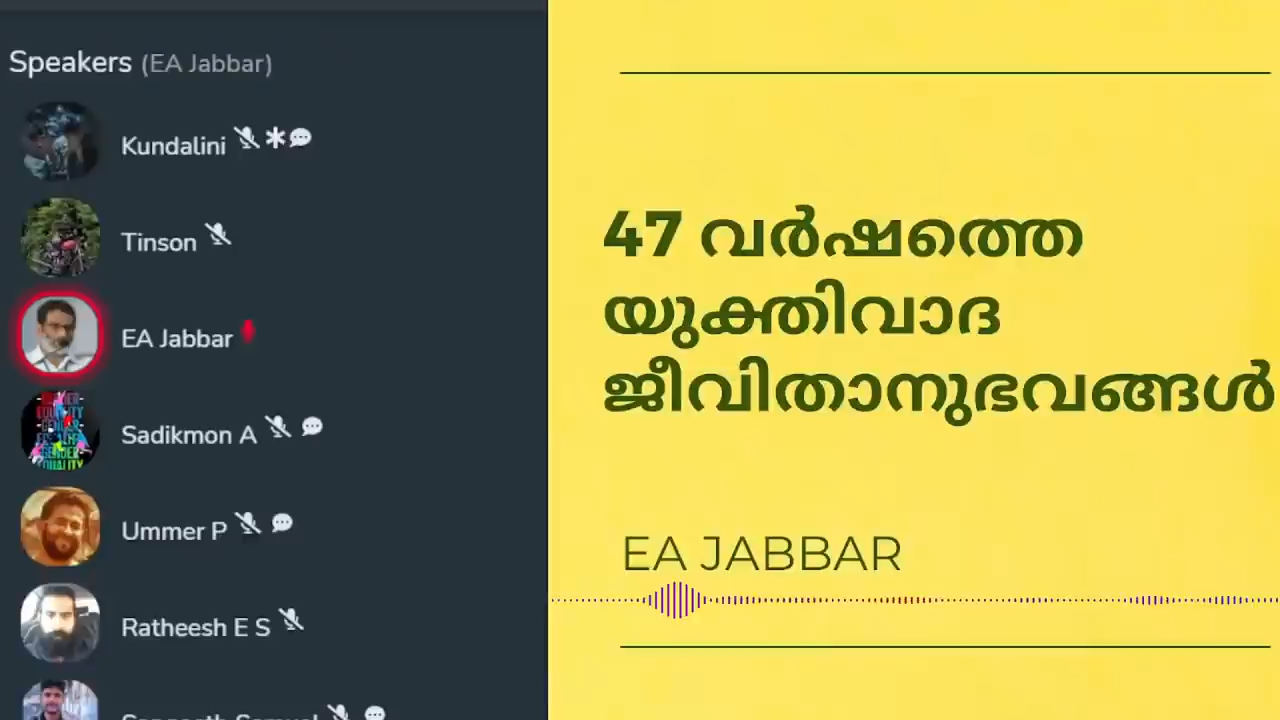 Speakers (EA Jabbar)
Kundalini
Tinson
EA Jabbar
Sadikmon A
Ummer P
Ratheesh E S
47 വർഷത്തെ
യുക്തിവാദ
ജീവിതാനുഭവങ്ങൾ
EA JABBAR